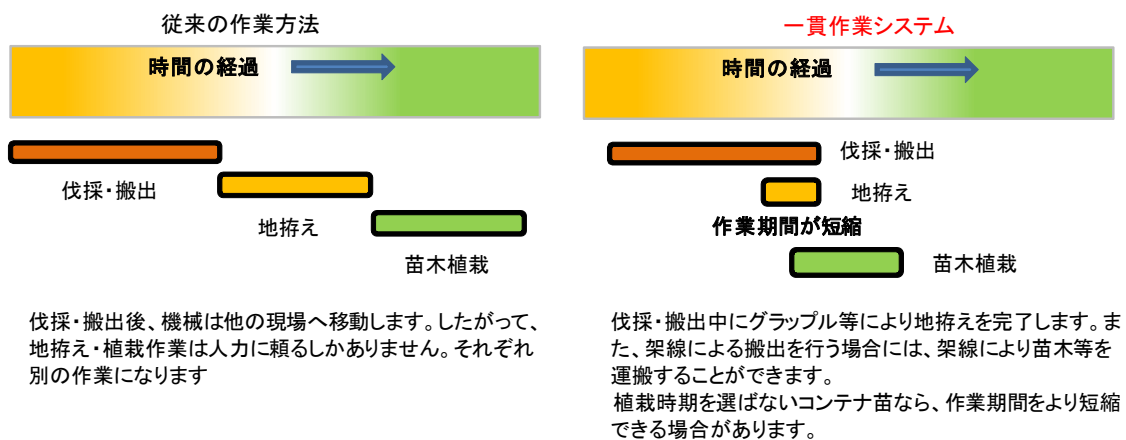 従来の作業方法
時間の経過
伐採・搬出
地拵え
苗木植栽
伐採・搬出後、機械は他の現場へ移動します。したがって、
地拵え・植栽作業は人力に頼るしかありません。それぞれ
別の作業になります
一貫作業システム
時間の経過
伐採・搬出
地拵え
作業期間が短縮
苗木植栽
伐採・搬出中にグラップル等により地拵えを完了します。ま
た、架線による搬出を行う場合には、架線により苗木等を
運搬することができます。
植栽時期を選ばないコンテナ苗なら、作業期間をより短縮
できる場合があります。